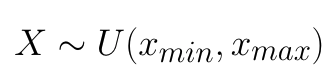 X ∼ U(x_{min}, x_{max})